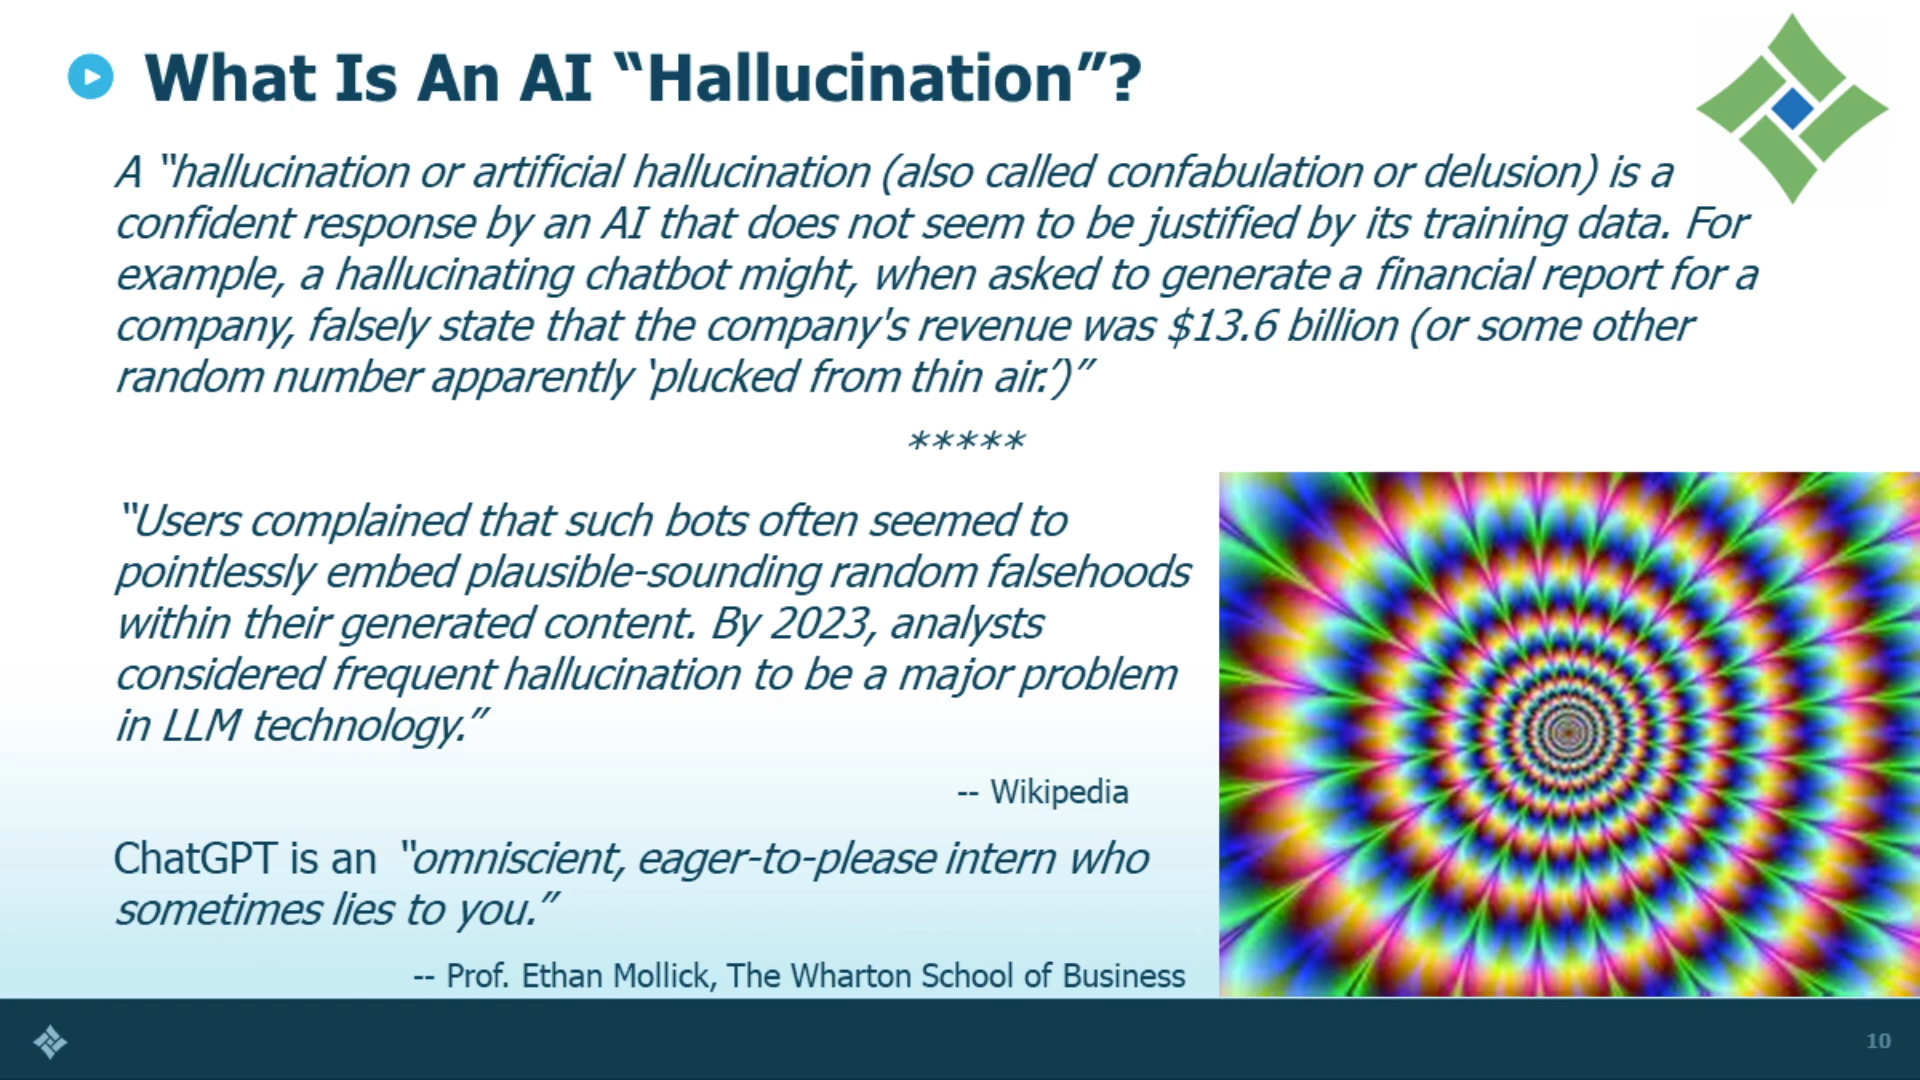 What Is An AI “Hallucination”?
A “hallucination or artificial hallucination (also called confabulation or delusion) is a
confident response by an AI that does not seem to be justified by its training data. For
example, a hallucinating chatbot might, when asked to generate a financial report for a
company, falsely state that the company's revenue was $13.6 billion (or some other
random number apparently ‘plucked from thin air.’)”
*****
“Users complained that such bots often seemed to
pointlessly embed plausible-sounding random falsehoods
within their generated content. By 2023, analysts
considered frequent hallucination to be a major problem
in LLM technology.”
-- Wikipedia
ChatGPT is an “omniscient, eager-to-please intern who
sometimes lies to you.”
-- Prof. Ethan Mollick, The Wharton School of Business
10